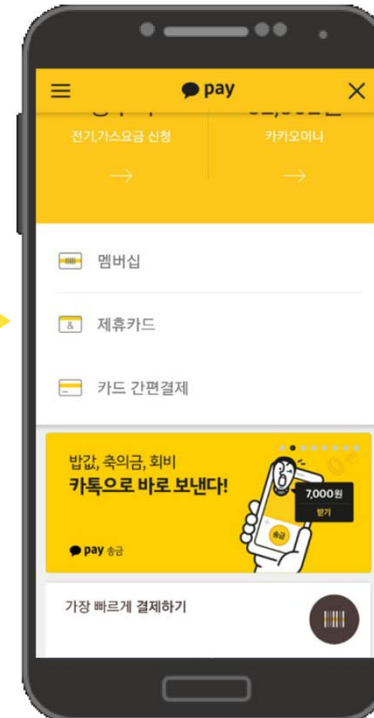 pay
전기,가스요금 신청
카카오머니
멤버십
&
제휴카드
카드 간편결제
밥값, 축의금, 회비
카톡으로 바로 보낸다!
7,000원
받기
송금
pay 송금
가장 빠르게 결제하기